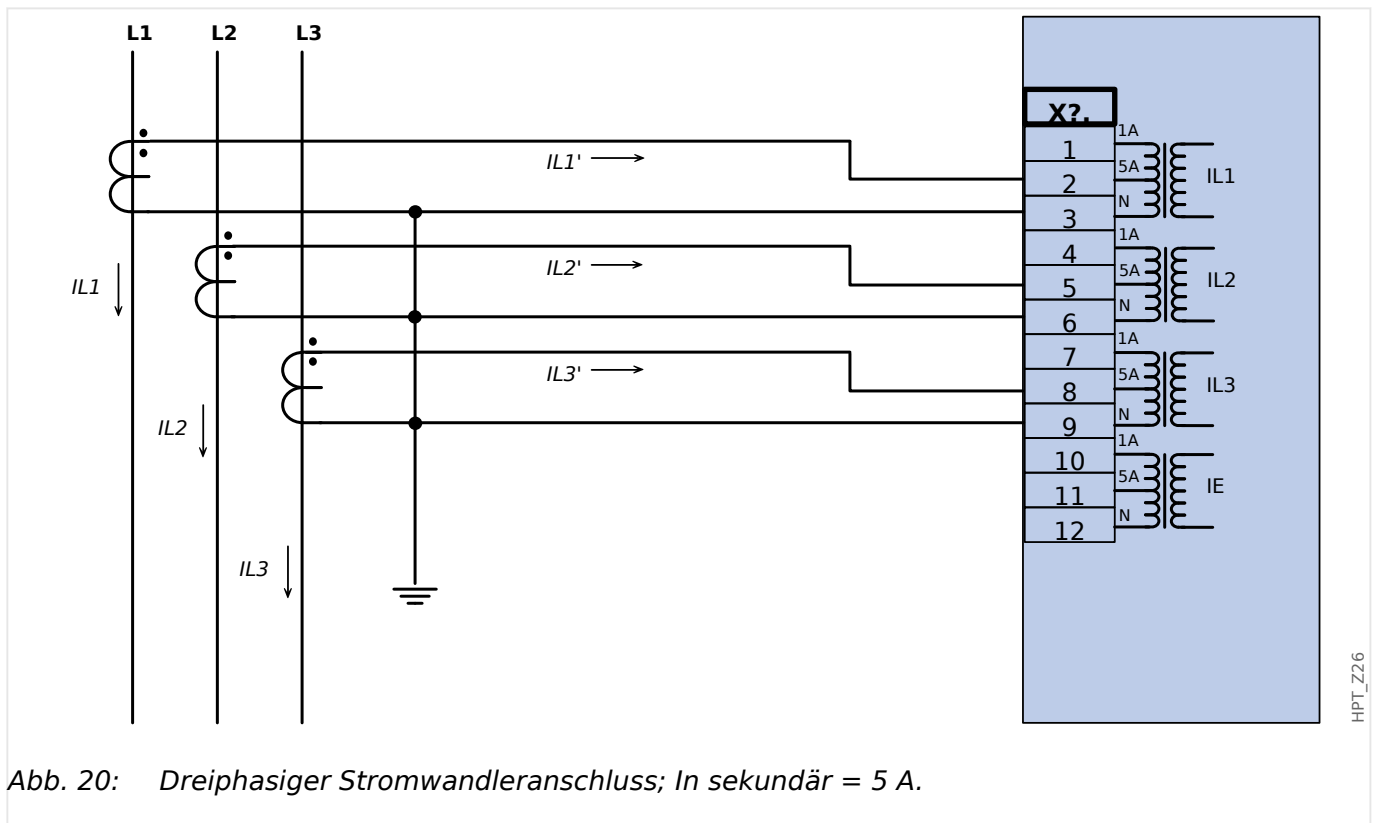 L1 L2 L3
X?.
1A
1
IL1'
5A
IL1
2
N
3
1A
4
IL2'
5A
IL1
IL2
5
N
6
1A
7
IL3'
5A
IL3
8
N
IL2
9
1A
10
5A
IE
11
N
12
IL3
HPT_Z26
Abb. 20: Dreiphasiger Stromwandleranschluss; In sekundär = 5 A.